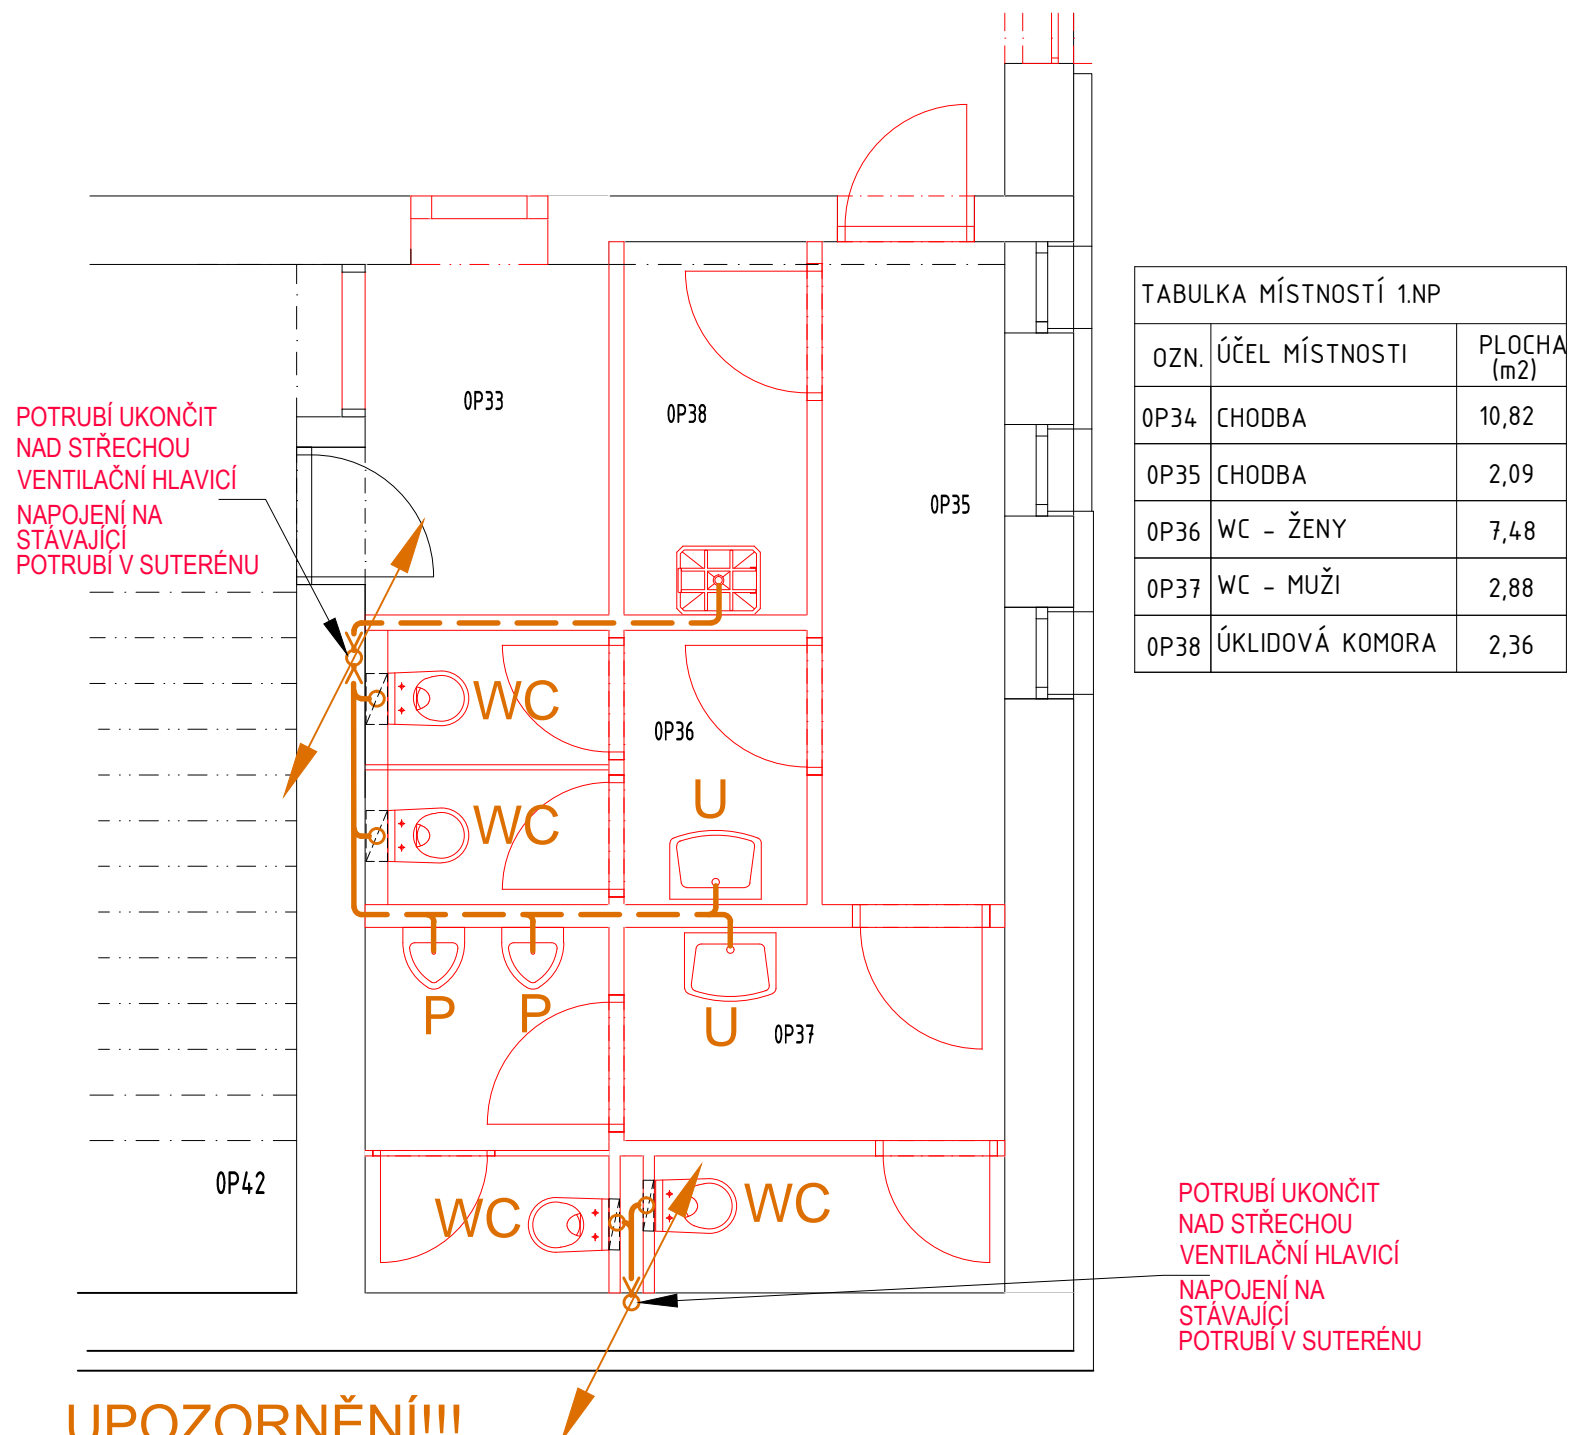 TABULKA MÍSTNOSTÍ 1.NP
OZN. ÚČEL MÍSTNOSTI PLOCHA
(m2)
0P34 CHODBA 10,82
0P35 CHODBA 2,09
0P36 WC - ŽENY 7,48
0P37 WC - MUŽI 2,88
0P38 ÚKLIDOVÁ KOMORA 2,36
0P33
0P38
POTRUBÍ UKONČIT
NAD STŘECHOU
VENTILAČNÍ HLAVICÍ
NAPOJENÍ NA
STÁVAJÍCÍ
POTRUBÍ V SUTERÉNU
0P35
WC
0P36
U
WC
P
P
U
0P37
0P42
WC
WC
POTRUBÍ UKONČIT
NAD STŘECHOU
VENTILAČNÍ HLAVICÍ
NAPOJENÍ NA
STÁVAJÍCÍ
POTRUBÍ V SUTERÉNU
UPOZORNĚNÍ!!!